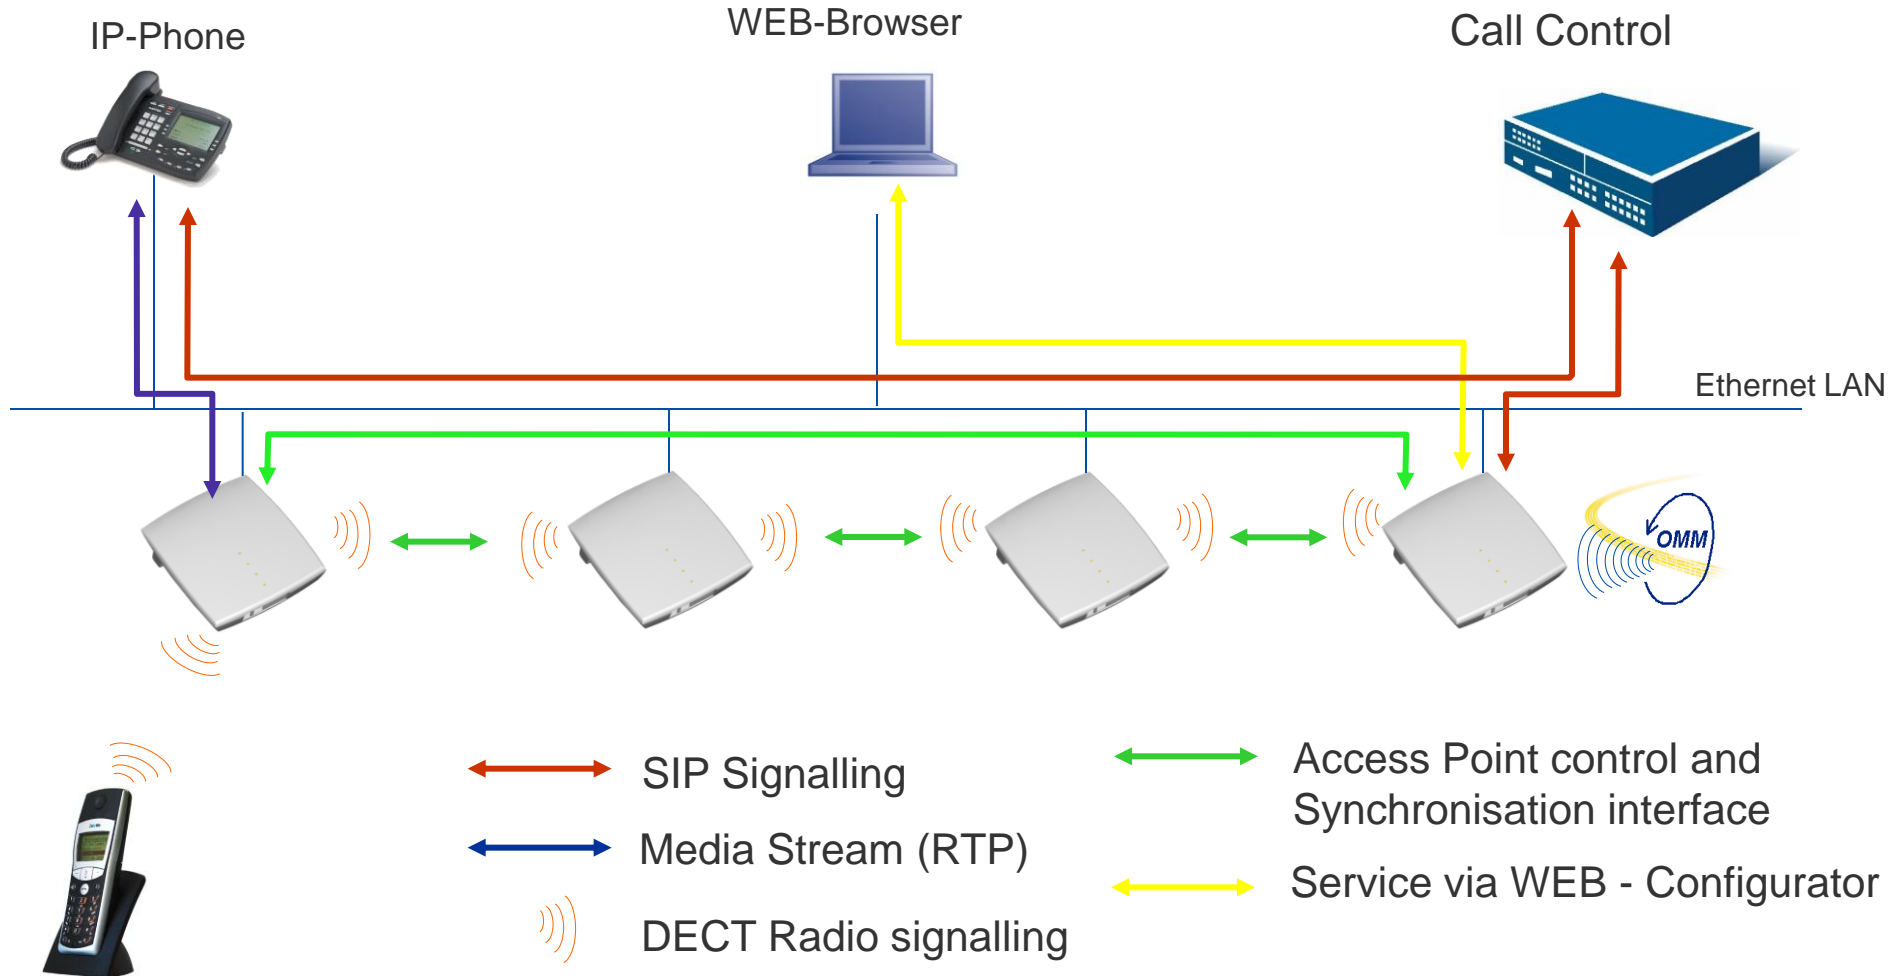 IP-Phone
WEB-Browser
Call Control
Ethernet LAN
OMM
SIP Signalling
Media Stream (RTP)
DECT Radio signalling
Access Point control and
Synchronisation interface
Service via WEB - Configurator